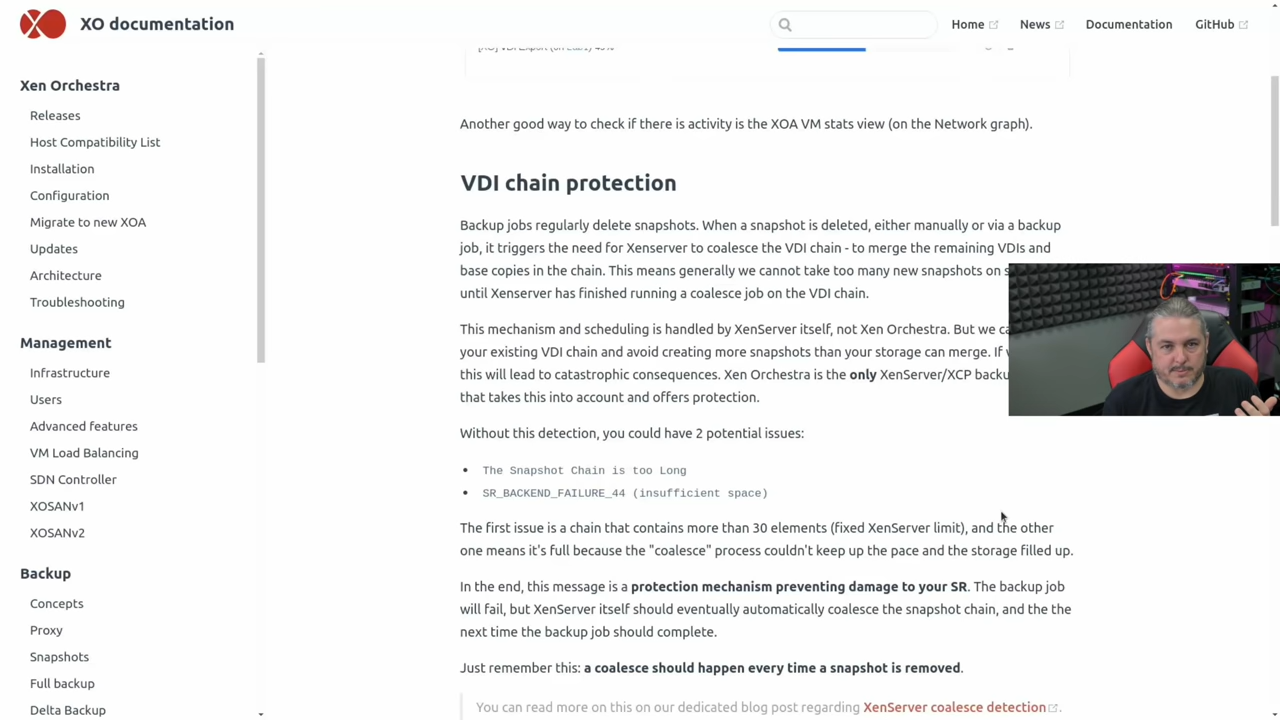 XO documentation
Home
News
Documentation
GitHub
Xen Orchestra
Releases
Host Compatibility List
Installation
Configuration
Migrate to new XOA
Updates
Architecture
Troubleshooting
Management
Infrastructure
Users
Advanced features
VM Load Balancing
SDN Controller
XOSANv1
XOSANv2
Backup
Concepts
Proxy
Snapshots
Full backup
Delta Backup
Another good way to check if there is activity is the XOA VM stats view (on the Network graph).
VDI chain protection
Backup jobs regularly delete snapshots. When a snapshot is deleted, either manually or via a backup
job, it triggers the need for Xenserver to coalesce the VDI chain - to merge the remaining VDIs and
base copies in the chain. This means generally we cannot take too many new snapshots on
until Xenserver has finished running a coalesce job on the VDI chain.
This mechanism and scheduling is handled by XenServer itself, not Xen Orchestra. But we
your existing VDI chain and avoid creating more snapshots than your storage can merge. If
this will lead to catastrophic consequences. Xen Orchestra is the only XenServer/XCP
that takes this into account and offers protection.
Without this detection, you could have 2 potential issues:
The Snapshot Chain is too Long
SR_BACKEND_FAILURE_44 (insufficient space)
The first issue is a chain that contains more than 30 elements (fixed XenServer limit), and the other
one means it's full because the "coalesce" process couldn't keep up the pace and the storage filled up.
In the end, this message is a protection mechanism preventing damage to your SR. The backup job
will fail, but XenServer itself should eventually automatically coalesce the snapshot chain, and the the
next time the backup job should complete.
Just remember this: a coalesce should happen every time a snapshot is removed.
You can read more on this on our dedicated blog post regarding XenServer coalesce detection.